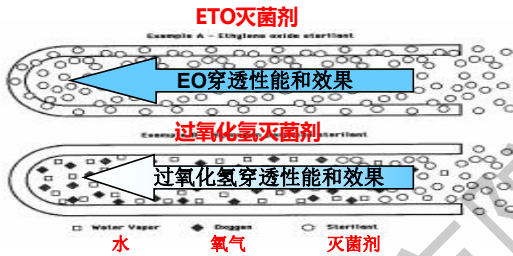 ETO灭菌剂
Example A - Ethylene oxide sterilant
EO穿透性能和效果
过氧化氢灭菌剂
过氧化氢穿透性能和效果
Water Vapor Oxygen Sterilant
水 氧气 灭菌剂